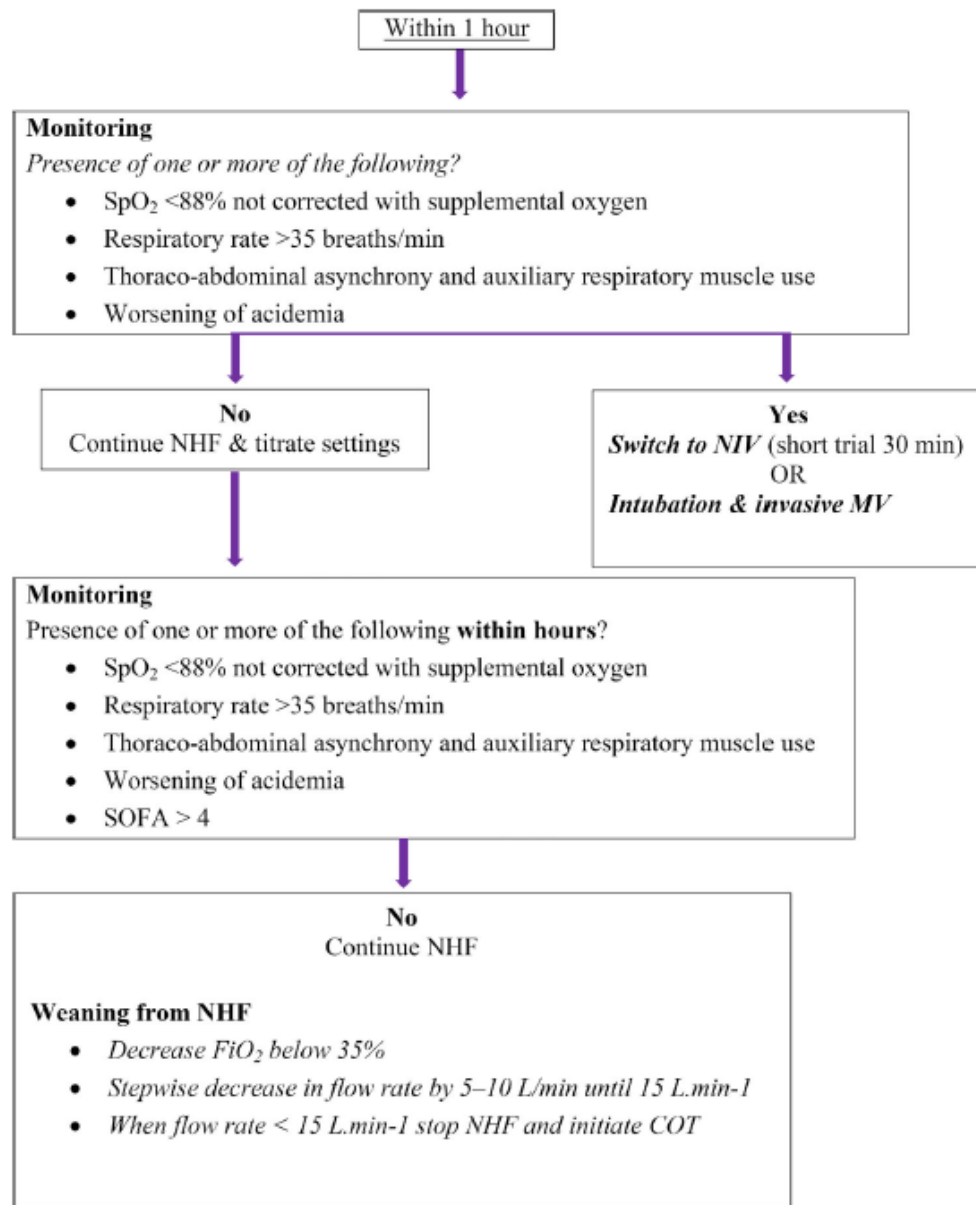 Within 1 hour
Monitoring
Presence of one or more of the following?
• SpO₂ <88% not corrected with supplemental oxygen
• Respiratory rate >35 breaths/min
• Thoraco-abdominal asynchrony and auxiliary respiratory muscle use
• Worsening of acidemia
No
Continue NHF & titrate settings
Yes
Switch to NIV (short trial 30 min)
OR
Intubation & invasive MV
Monitoring
Presence of one or more of the following within hours?
• SpO₂ <88% not corrected with supplemental oxygen
• Respiratory rate >35 breaths/min
• Thoraco-abdominal asynchrony and auxiliary respiratory muscle use
• Worsening of acidemia
• SOFA > 4
No
Continue NHF
Weaning from NHF
• Decrease FiO₂ below 35%
• Stepwise decrease in flow rate by 5–10 L/min until 15 L.min-1
• When flow rate < 15 L.min-1 stop NHF and initiate COT